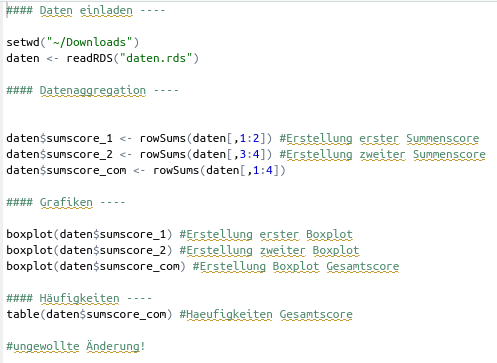 #### Daten einladen ----
setwd("~/Downloads")
daten <- readRDS("daten.rds")
#### Datenaggregation ----
daten$sumscore_1 <- rowSums(daten[,1:2]) #Erstellung erster Summenscore
daten$sumscore_2 <- rowSums(daten[,3:4]) #Erstellung zweiter Summenscore
daten$sumscore_com <- rowSums(daten[,1:4])
#### Grafiken ----
boxplot(daten$sumscore_1) #Erstellung erster Boxplot
boxplot(daten$sumscore_2) #Erstellung zweiter Boxplot
boxplot(daten$sumscore_com) #Erstellung Boxplot Gesamtscore
#### Häufigkeiten ----
table(daten$sumscore_com) #Haeufigkeiten Gesamtscore
#ungewollte Änderung!